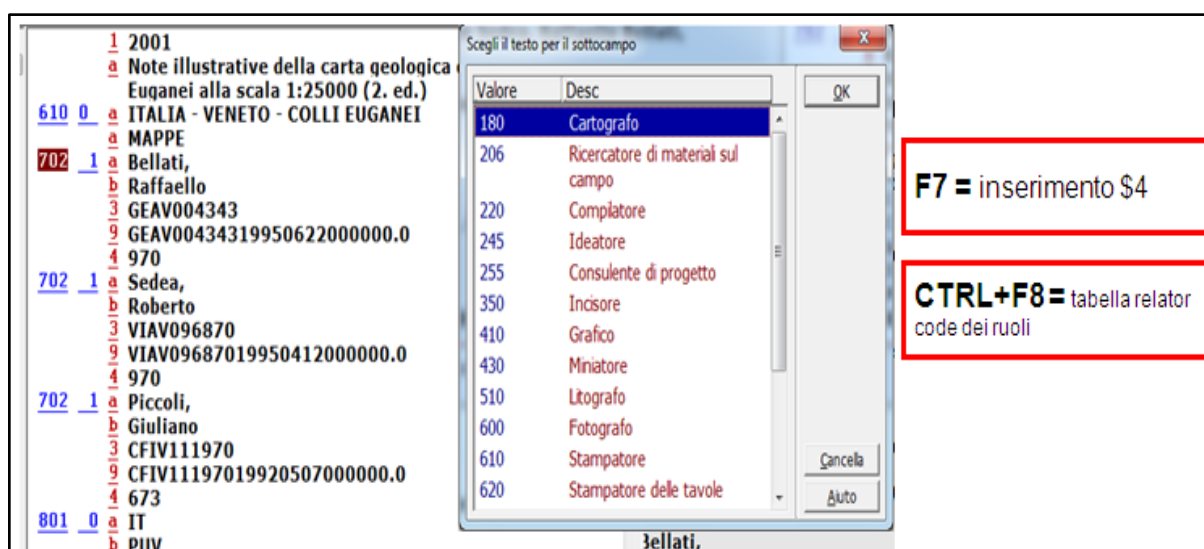 1 2001
a Note illustrative della carta geologica
Euganei alla scala 1:25000 (2. ed.)
610 0 a ITALIA - VENETO - COLLI EUGANEI
a MAPPE
702 1 a Bellati,
b Raffaello
3 GEAV004343
9 GEAV00434319950622000000.0
4 970
702 1 a Sedea,
b Roberto
3 VIAV096870
9 VIAV09687019950412000000.0
4 970
702 1 a Piccoli,
b Giuliano
3 CFIV111970
9 CFIV11197019920507000000.0
4 673
801 0 a IT
b PUV
Scegli il testo per il sottocampo
Valore Desc
180 Cartografo
206 Ricercatore di materiali sul
campo
220 Compilatore
245 Ideatore
255 Consulente di progetto
350 Incisore
410 Grafico
430 Miniatore
510 Litografo
600 Fotografo
610 Stampatore
620 Stampatore delle tavole
OK
Cancella
Aiuto
Bellati,
F7 = inserimento $4
CTRL+F8 = tabella relator
code dei ruoli